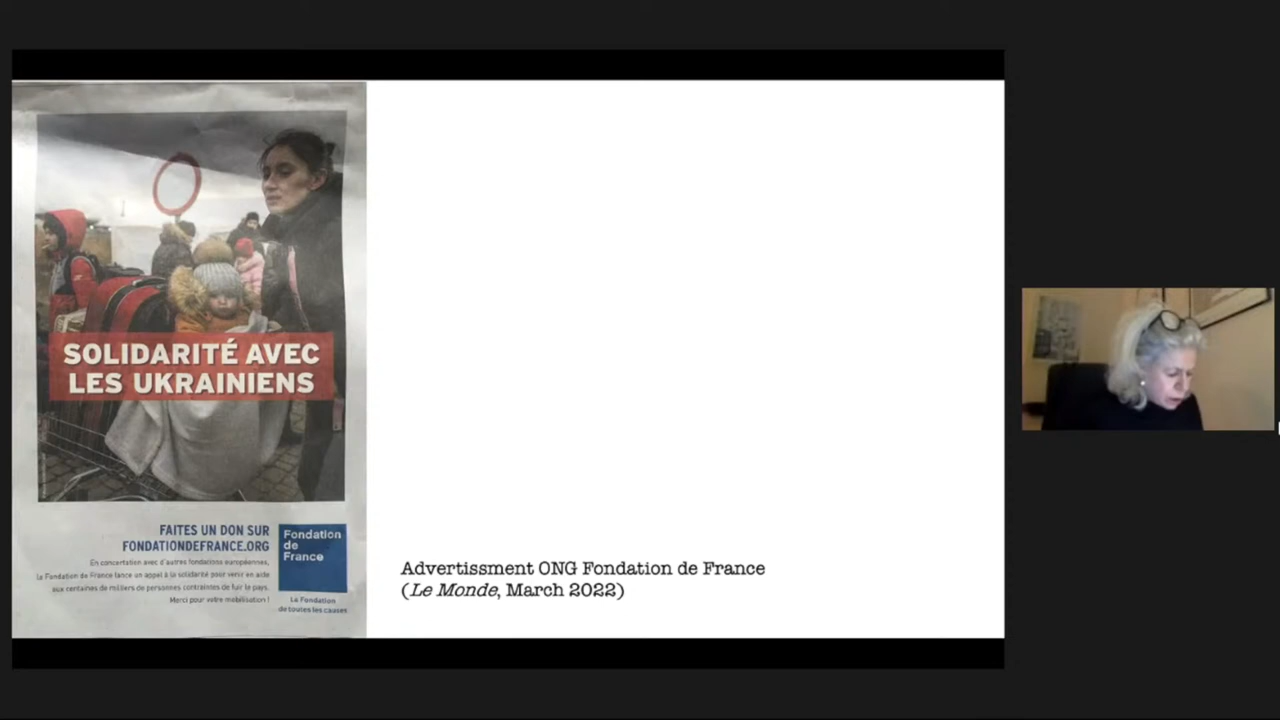 SOLIDARITÉ AVEC
LES UKRAINIENS
FAITES UN DON SUR
FONDATIONDEFRANCE.ORG
En concertation avec d'autres fondations européennes,
la Fondation de France lance un appel à la solidarité pour venir en aide
aux centaines de milliers de personnes contraintes de fuir le pays.
Merci pour votre mobilisation !
Fondation
de
France
La Fondation
de toutes les causes
Advertissment ONG Fondation de France
(Le Monde, March 2022)